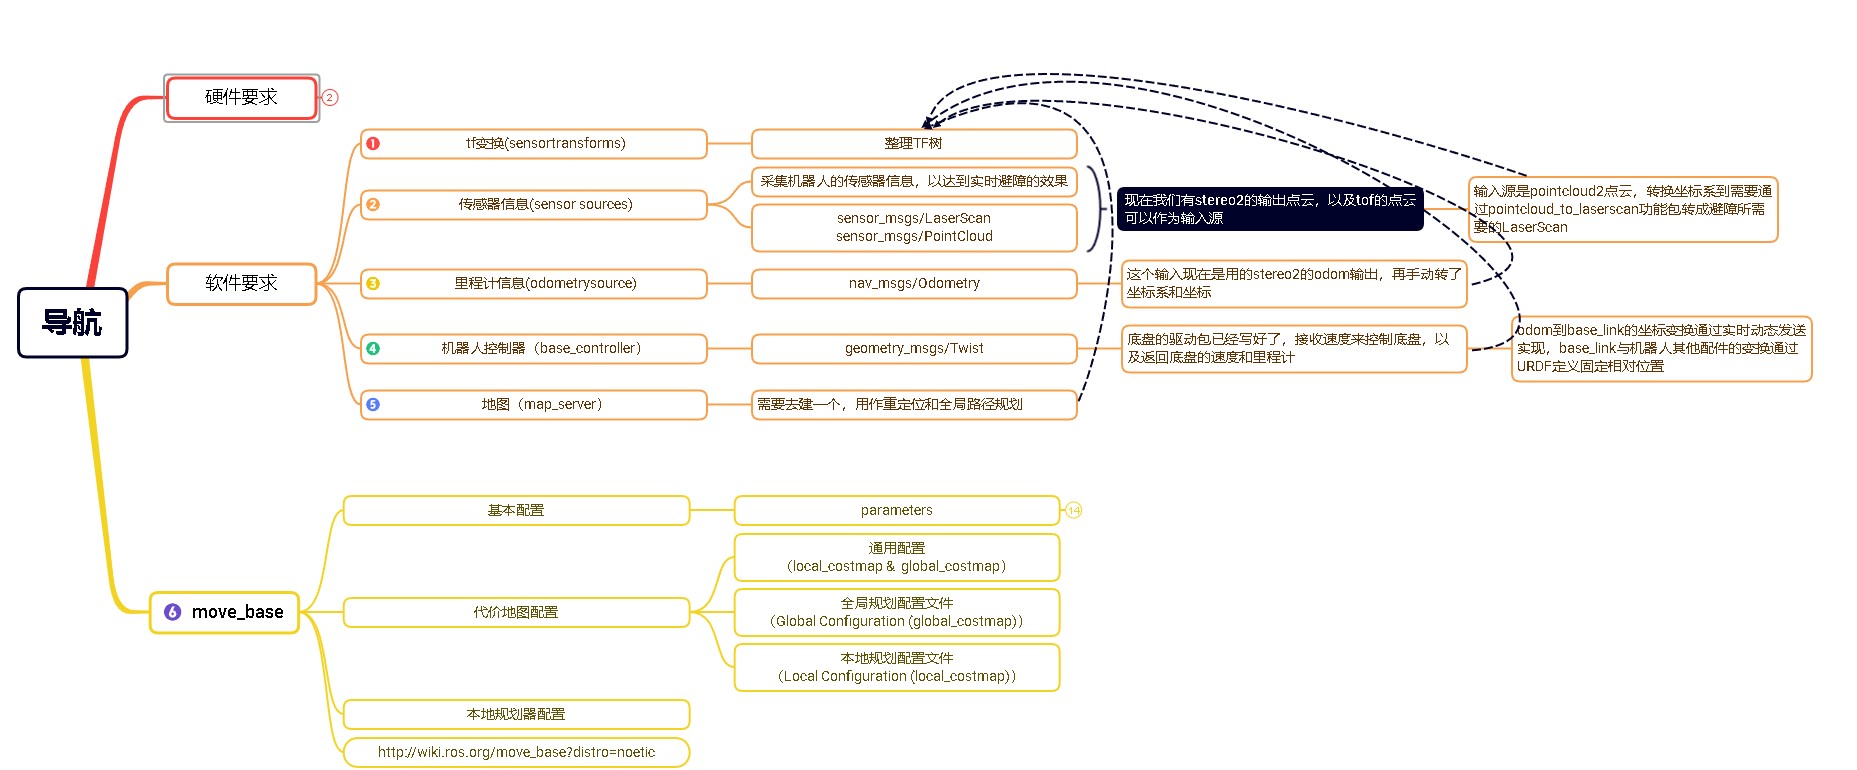 导航
硬件要求
2
软件要求
1
tf变换(sensortransforms)
整理TF树
2
传感器信息(sensor sources)
采集机器人的传感器信息，以达到实时避障的效果
sensor_msgs/LaserScan
sensor_msgs/PointCloud
现在我们有stereo2的输出点云，以及tof的点云
可以作为输入源
输入源是pointcloud2点云，转换坐标系到需要通
过pointcloud_to_laserscan功能包转成避障所需
要的LaserScan
3
里程计信息(odometrysource)
nav_msgs/Odometry
这个输入现在是用的stereo2的odom输出，再手动转了
坐标系和坐标
4
机器人控制器（base_controller）
geometry_msgs/Twist
底盘的驱动包已经写好了，接收速度来控制底盘，以
及返回底盘的速度和里程计
odom到base_link的坐标变换通过实时动态发送
实现，base_link与机器人其他配件的变换通过
URDF定义固定相对位置
5
地图（map_server）
需要去建一个，用作重定位和全局路径规划
6 move_base
基本配置
parameters
14
代价地图配置
通用配置
（local_costmap & global_costmap）
全局规划配置文件
（Global Configuration (global_costmap)）
本地规划配置文件
（Local Configuration (local_costmap)）
本地规划器配置
http://wiki.ros.org/move_base?distro=noetic